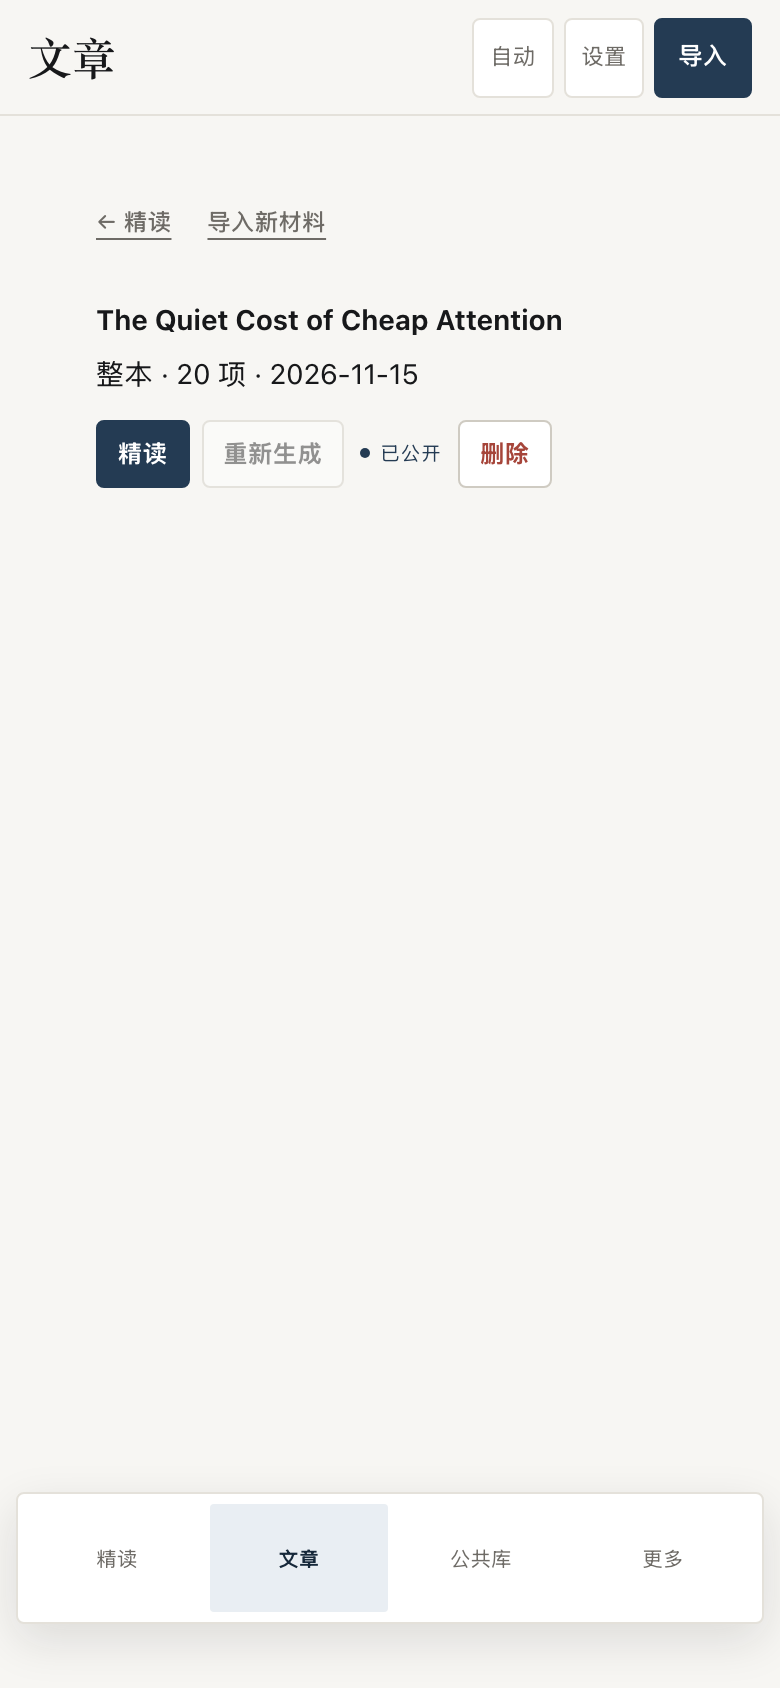 文章 自动 设置 导入
← 精读 导入新材料
The Quiet Cost of Cheap Attention
整本 · 20 项 · 2026-11-15
精读 重新生成 • 已公开 删除
精读 文章 公共库 更多